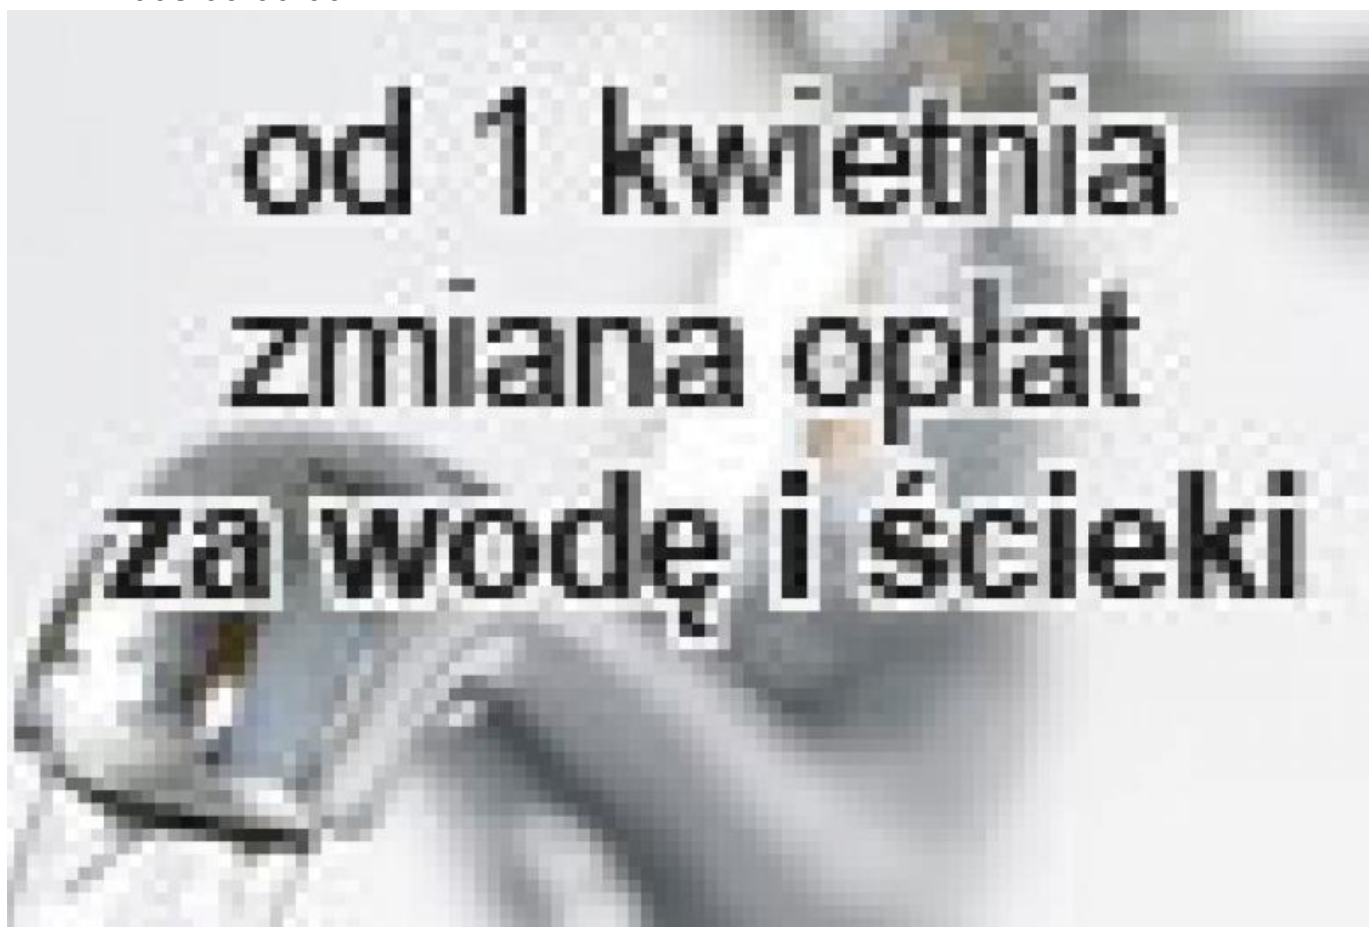 od 1 kwietnia
zmiana opłat
za wodę i ścieki